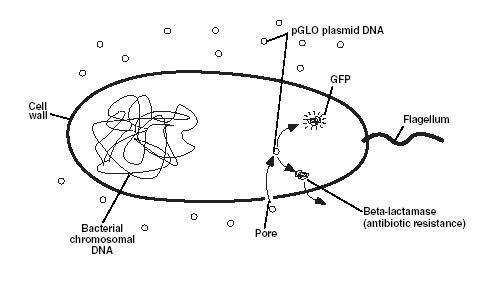 pGLO plasmid DNA
GFP
Cell
wall
Flagellum
Beta-lactamase
(antibiotic resistance)
Pore
Bacterial
chromosomal
DNA